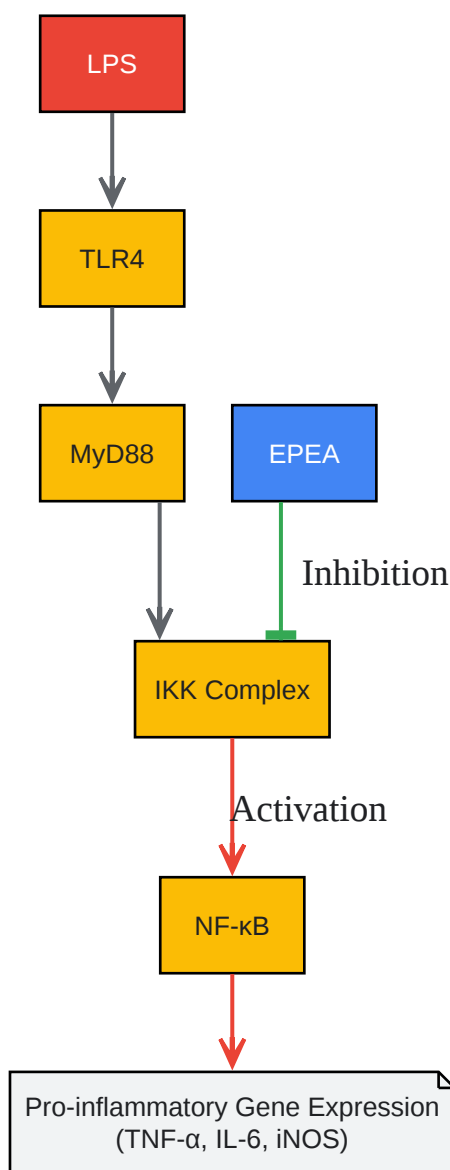 LPS
TLR4
MyD88
EPEA
Inhibition
IKK Complex
Activation
NF-κB
Pro-inflammatory Gene Expression
(TNF-α, IL-6, iNOS)